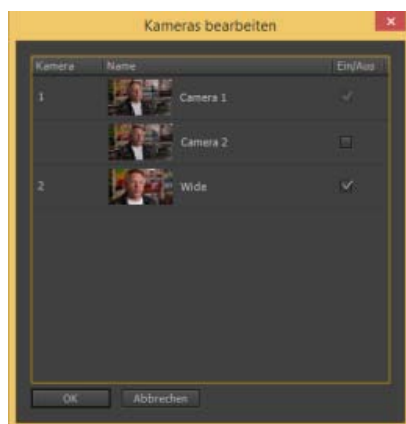 Kameras bearbeiten
Kamera Name Ein/Aus
1 Camera 1
Camera 2
2 Wide
OK Abbrechen